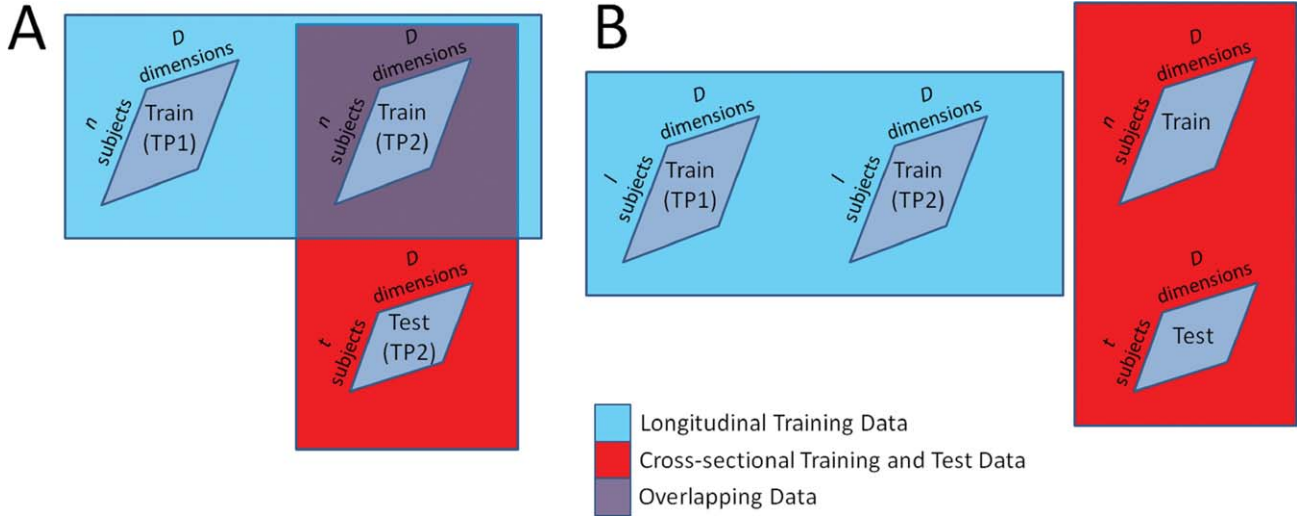 A
D
dimensions
n
subjects
Train
(TP1)
D
dimensions
n
subjects
Train
(TP2)
D
dimensions
t
subjects
Test
(TP2)
B
D
dimensions
l
subjects
Train
(TP1)
D
dimensions
l
subjects
Train
(TP2)
D
dimensions
n
subjects
Train
D
dimensions
t
subjects
Test
Longitudinal Training Data
Cross-sectional Training and Test Data
Overlapping Data